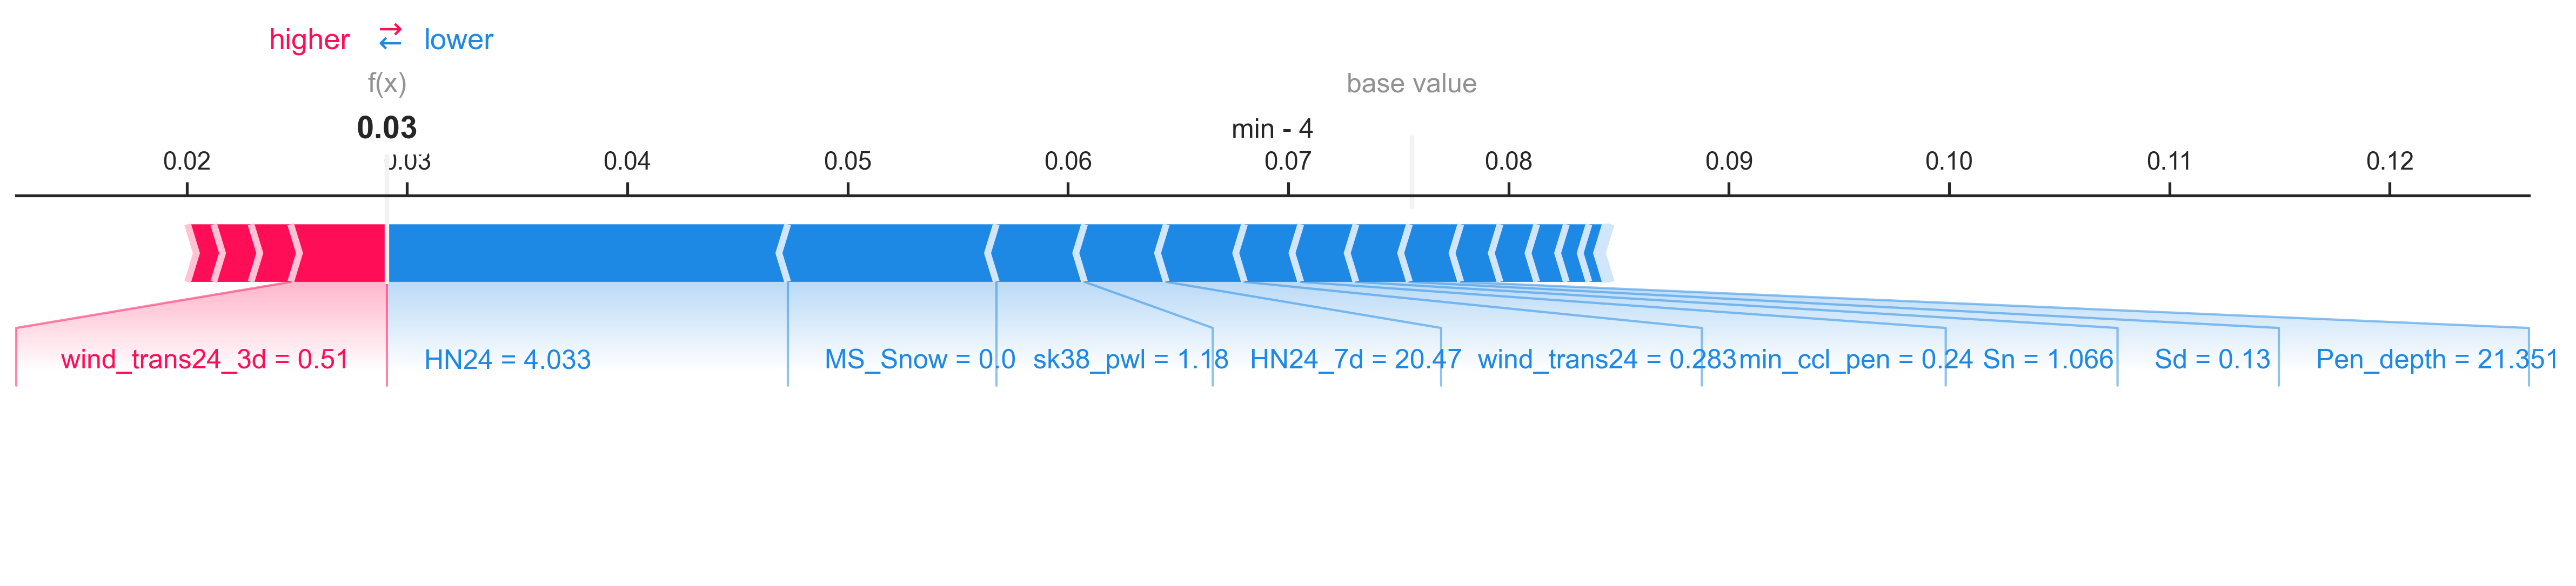 higher ⇄ lower
f(x)
base value
0.03
min - 4
0.02 0.03 0.04 0.05 0.06 0.07 0.08 0.09 0.10 0.11 0.12
wind_trans24_3d = 0.51 HN24 = 4.033 MS_Snow = 0.0 sk38_pwl = 1.18 HN24_7d = 20.47 wind_trans24 = 0.283 min_ccl_pen = 0.24 Sn = 1.066 Sd = 0.13 Pen_depth = 21.351